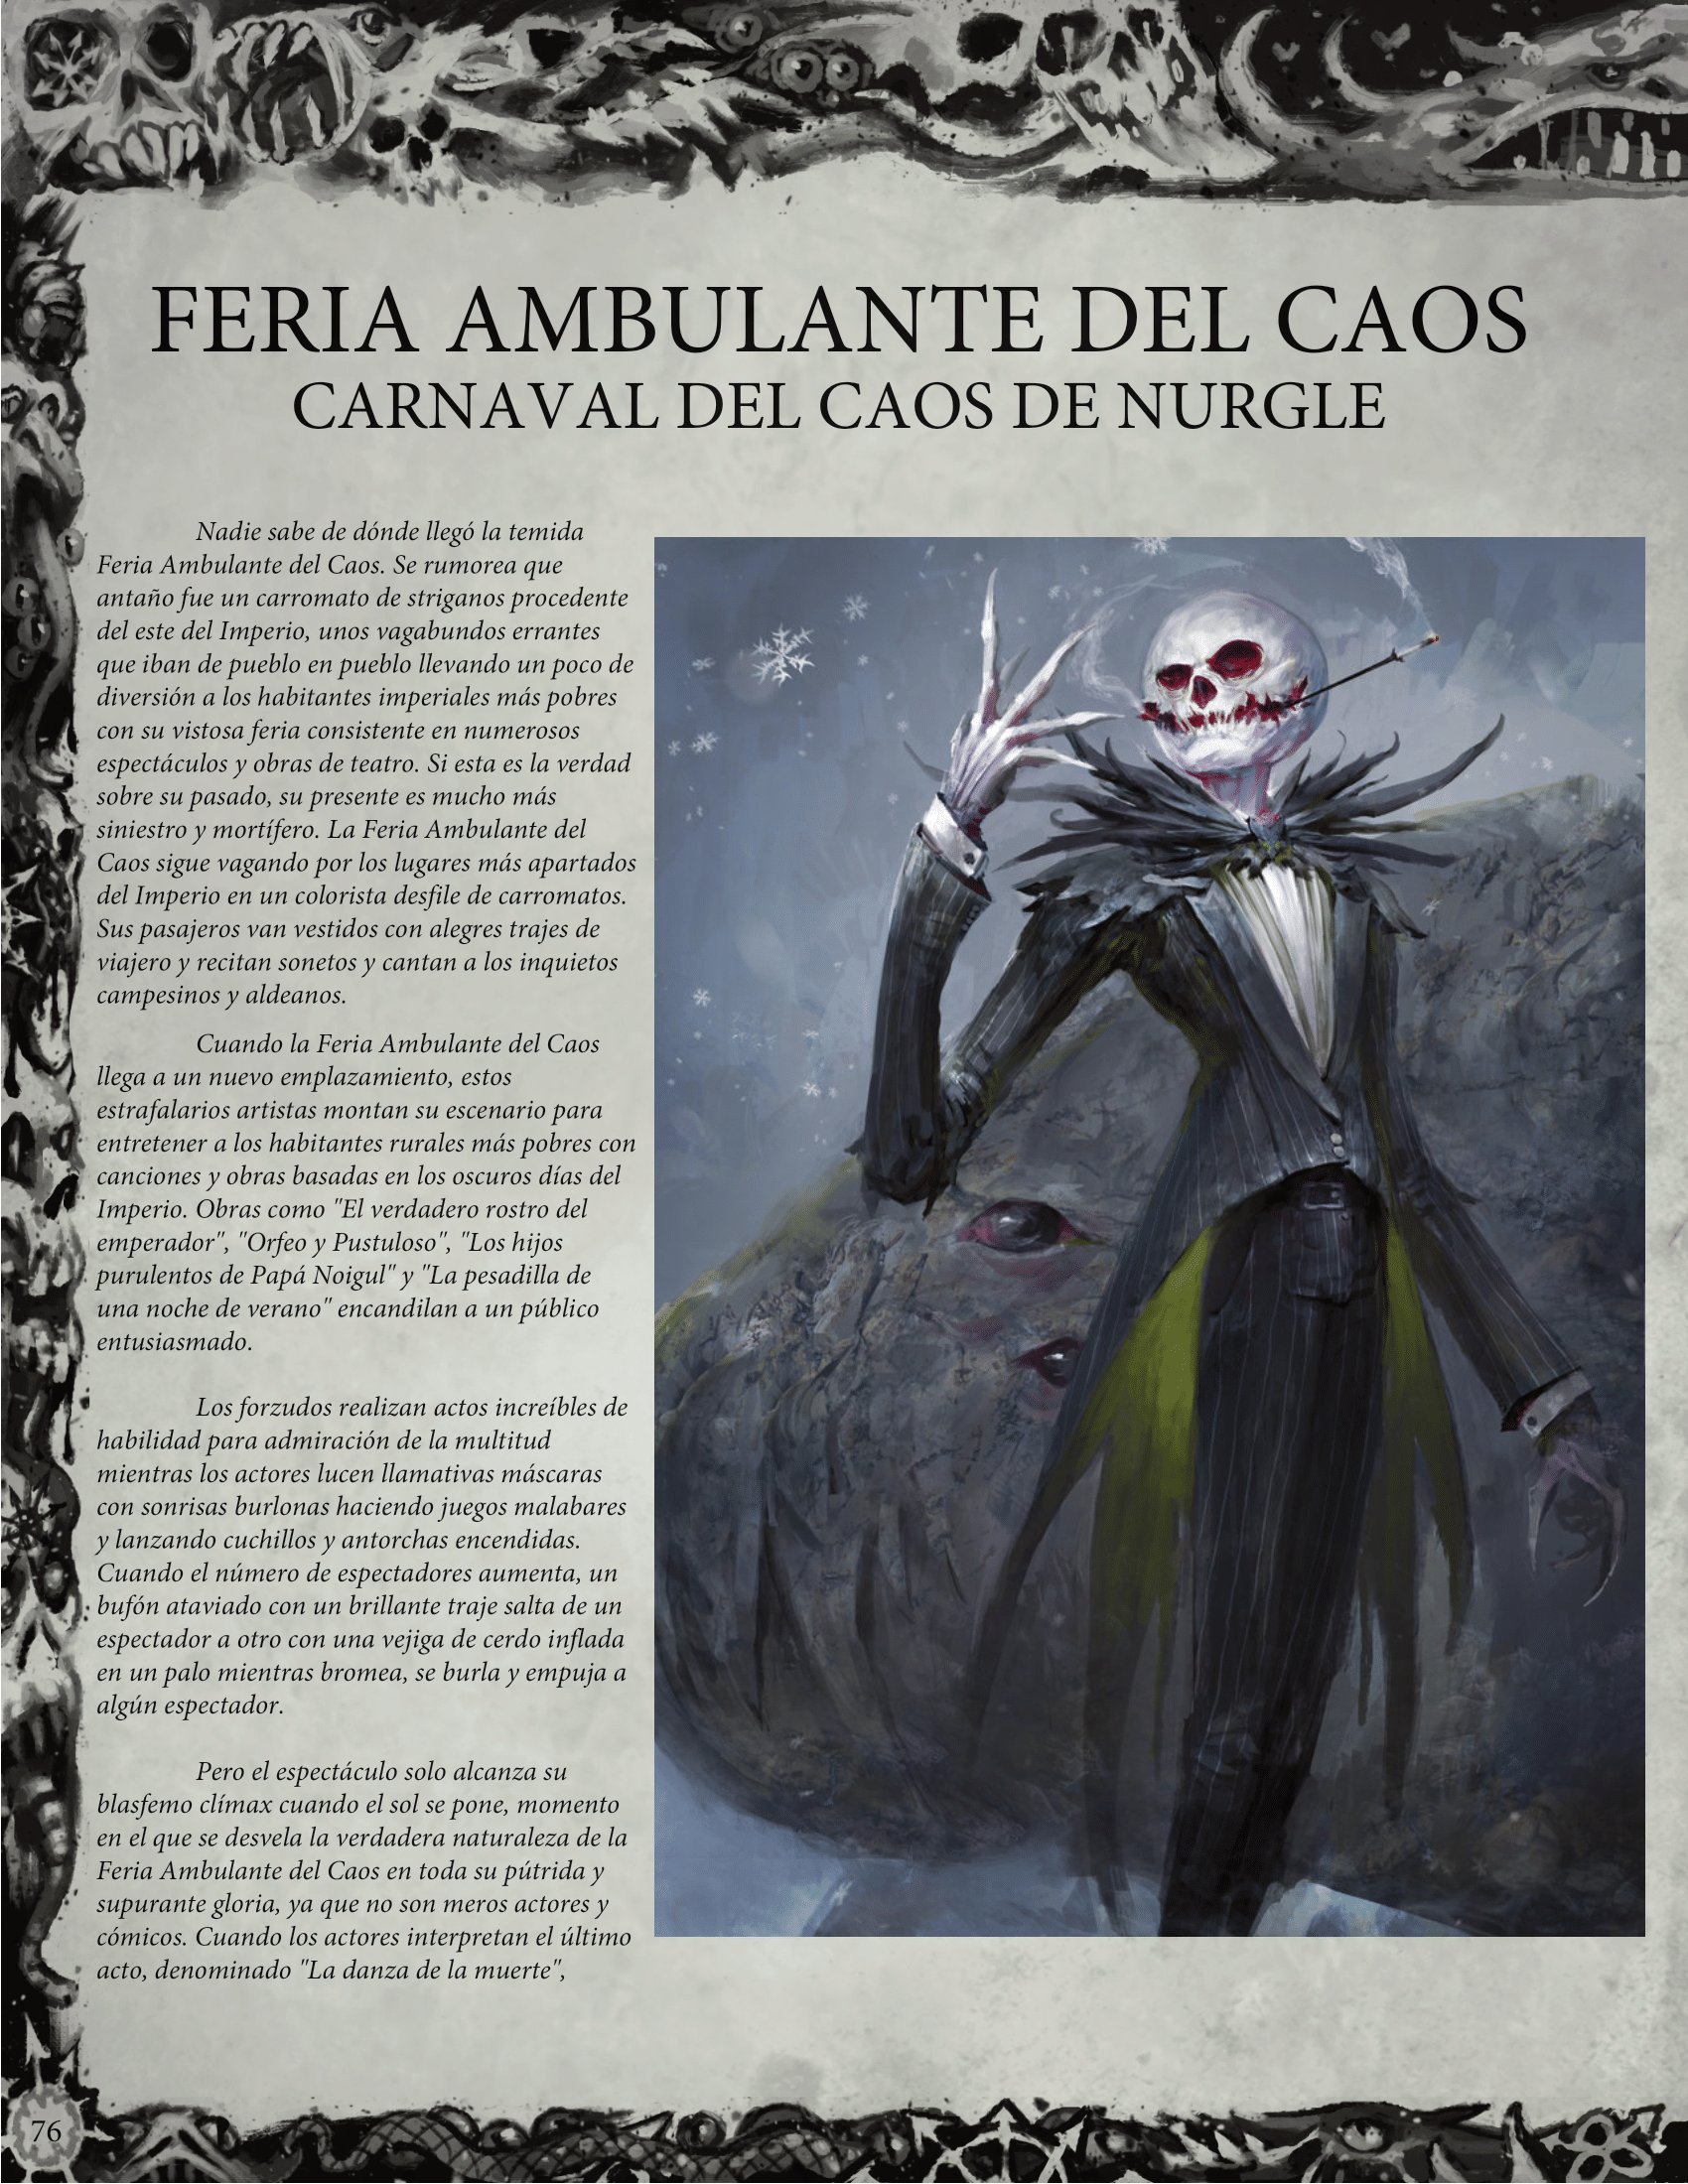 FERIA AMBULANTE DEL CAOS
CARNAVAL DEL CAOS DE NURGLE
Nadie sabe de dónde llegó la temida
Feria Ambulante del Caos. Se rumorea que
antaño fue un carromato de striganos procedente
del este del Imperio, unos vagabundos errantes
que iban de pueblo en pueblo llevando un poco de
diversión a los habitantes imperiales más pobres
con su vistosa feria consistente en numerosos
espectáculos y obras de teatro. Si esta es la verdad
sobre su pasado, su presente es mucho más
siniestro y mortífero. La Feria Ambulante del
Caos sigue vagando por los lugares más apartados
del Imperio en un colorista desfile de carromatos.
Sus pasajeros van vestidos con alegres trajes de
viajero y recitan sonetos y cantan a los inquietos
campesinos y aldeanos.
Cuando la Feria Ambulante del Caos
llega a un nuevo emplazamiento, estos
estrafalarios artistas montan su escenario para
entretener a los habitantes rurales más pobres con
canciones y obras basadas en los oscuros días del
Imperio. Obras como "El verdadero rostro del
emperador", "Orfeo y Pustuloso", "Los hijos
purulentos de Papá Noigul" y "La pesadilla de
una noche de verano" encandilan a un público
entusiasmado.
Los forzudos realizan actos increíbles de
habilidad para admiración de la multitud
mientras los actores lucen llamativas máscaras
con sonrisas burlonas haciendo juegos malabares
y lanzando cuchillos y antorchas encendidas.
Cuando el número de espectadores aumenta, un
bufón ataviado con un brillante traje salta de un
espectador a otro con una vejiga de cerdo inflada
en un palo mientras bromea, se burla y empuja a
algún espectador.
Pero el espectáculo solo alcanza su
blasfemo clímax cuando el sol se pone, momento
en el que se desvela la verdadera naturaleza de la
Feria Ambulante del Caos en toda su pútrida y
supurante gloria, ya que no son meros actores y
cómicos. Cuando los actores interpretan el último
acto, denominado "La danza de la muerte",
76